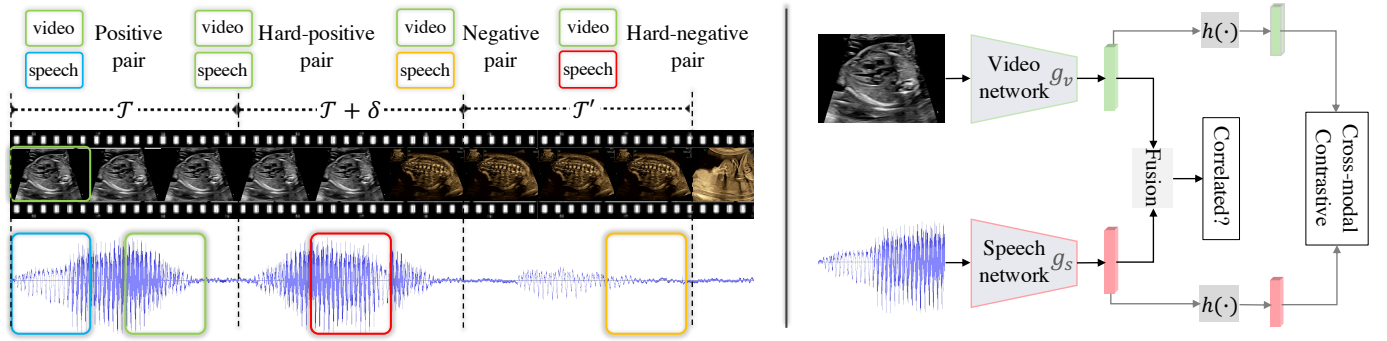 video
speech
Positive
pair
video
speech
Hard-positive
pair
video
speech
Negative
pair
video
speech
Hard-negative
pair
𝒯
𝒯 + δ
𝒯′
Video
network
g_v
h(·)
Fusion
Correlated?
Cross-modal
Contrastive
Speech
network
g_s
h(·)